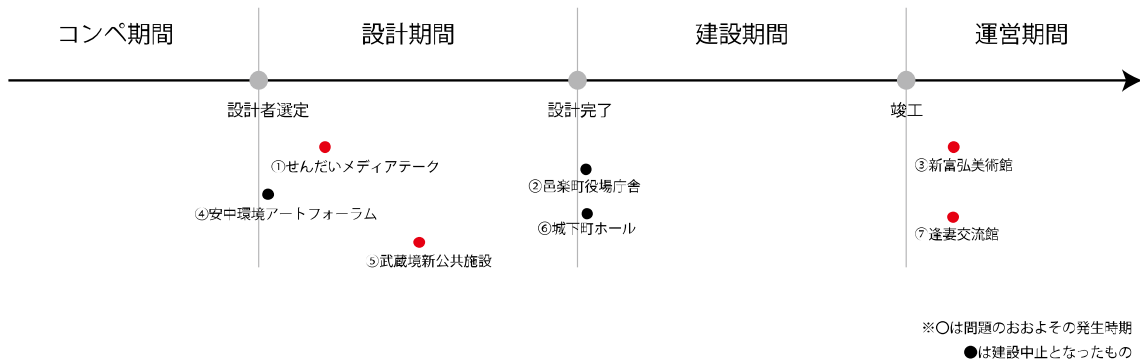 コンペ期間
設計期間
建設期間
運営期間
設計者選定
設計完了
竣工
①せんだいメディアテーク
②邑楽町役場庁舎
③新富弘美術館
④安中環境アートフォーラム
⑥城下町ホール
⑦逢妻交流館
⑤武蔵境新公共施設
※〇は問題のおおよその発生時期
●は建設中止となったもの